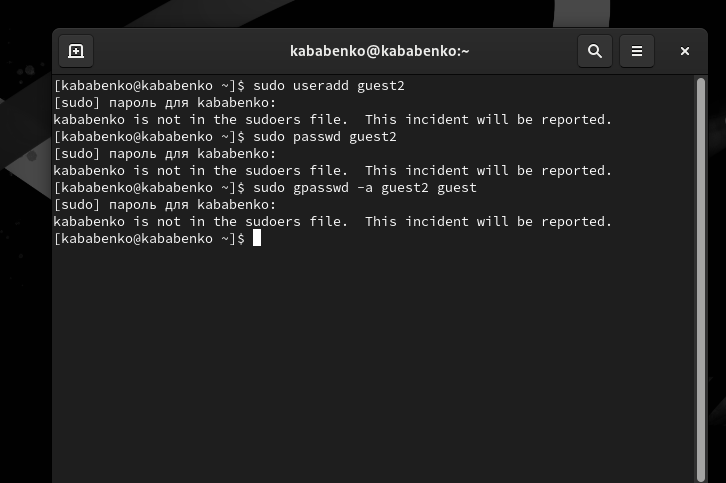 kababenko@kababenko:~
[kababenko@kababenko ~]$ sudo useradd guest2
[sudo] пароль для kababenko:
kababenko is not in the sudoers file.  This incident will be reported.
[kababenko@kababenko ~]$ sudo passwd guest2
[sudo] пароль для kababenko:
kababenko is not in the sudoers file.  This incident will be reported.
[kababenko@kababenko ~]$ sudo gpasswd -a guest2 guest
[sudo] пароль для kababenko:
kababenko is not in the sudoers file.  This incident will be reported.
[kababenko@kababenko ~]$